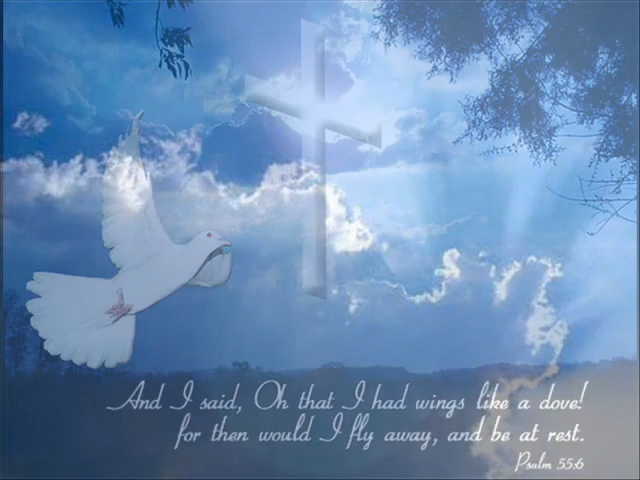 And I said, Oh that I had wings like a dove!
for then would I fly away, and be at rest.
Psalm 55:6